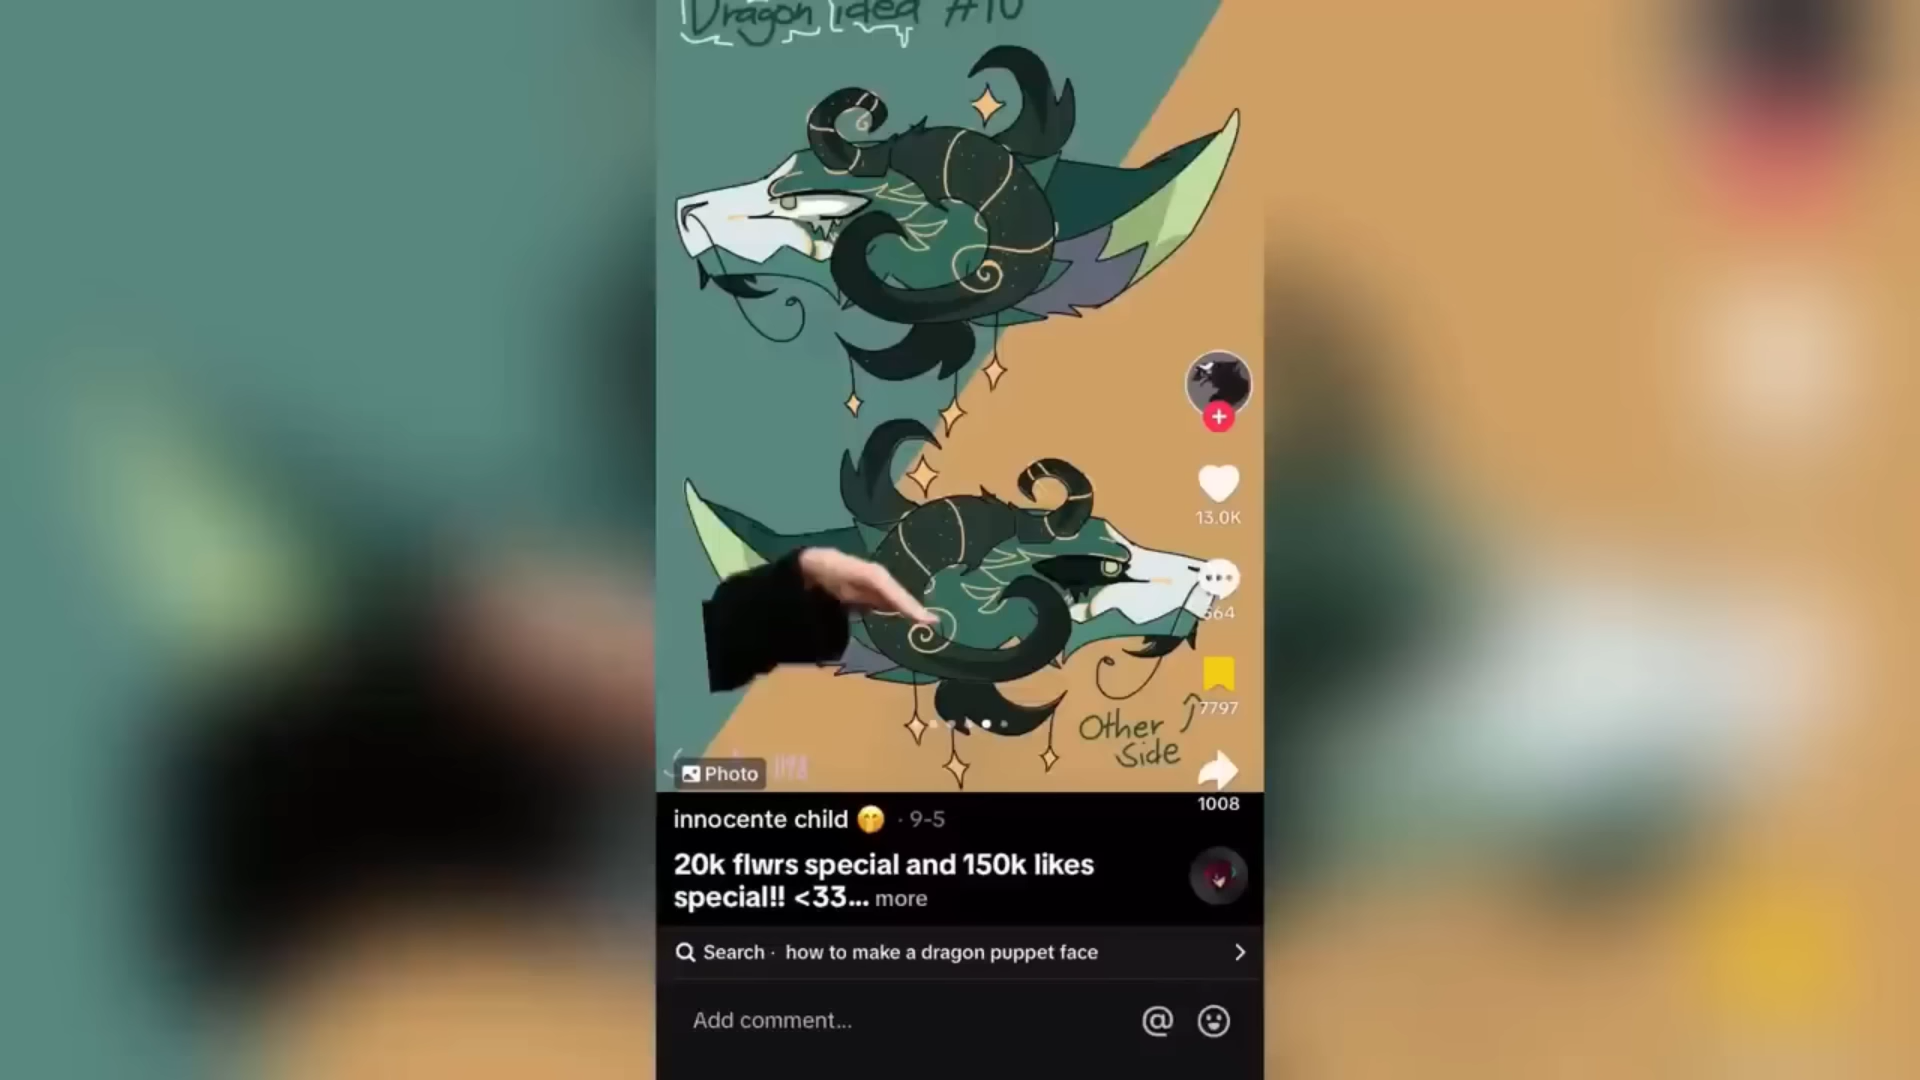 Dragon idea #10
13.0K
564
7797
Other
side
Photo
1008
innocente child 🤭 · 9-5
20k flwrs special and 150k likes
special!! <33... more
Search · how to make a dragon puppet face
Add comment...